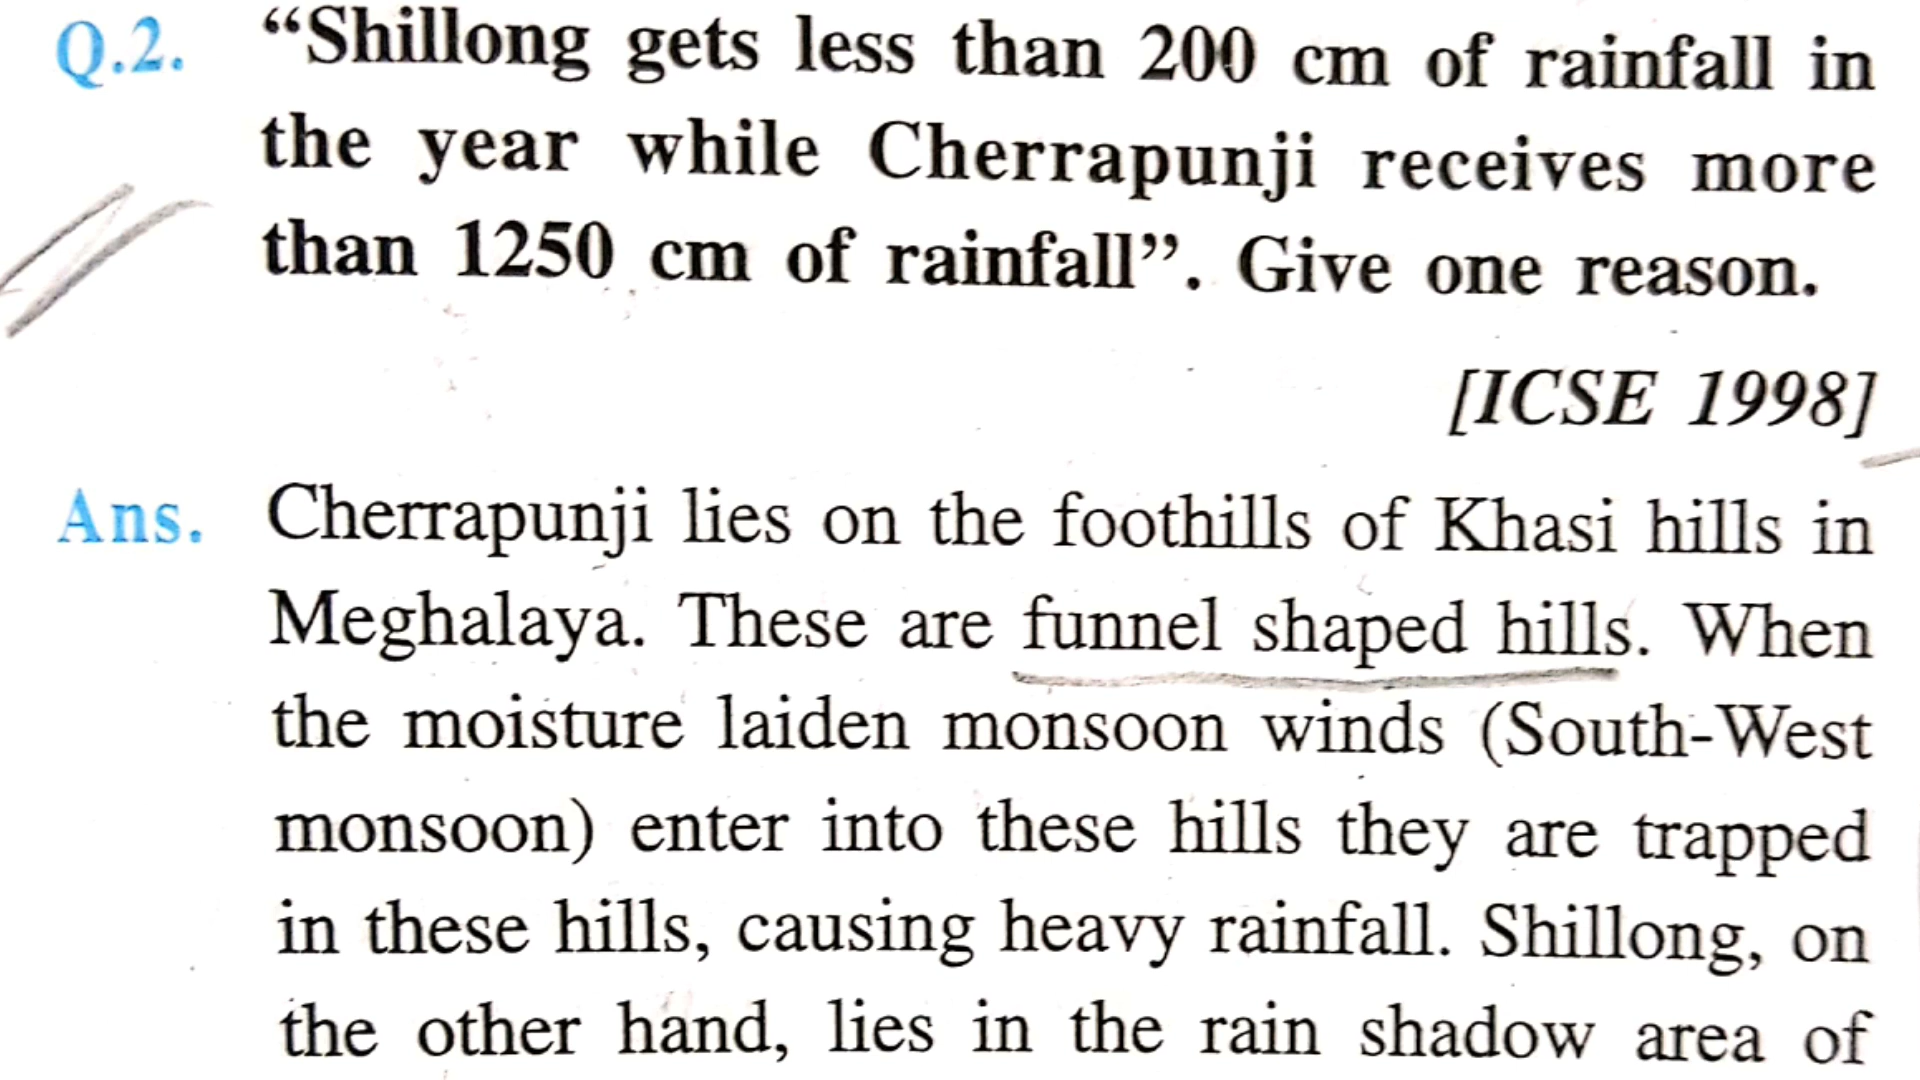 Q.2. “Shillong gets less than 200 cm of rainfall in
the year while Cherrapunji receives more
than 1250 cm of rainfall”. Give one reason.
[ICSE 1998]
Ans. Cherrapunji lies on the foothills of Khasi hills in
Meghalaya. These are funnel shaped hills. When
the moisture laiden monsoon winds (South-West
monsoon) enter into these hills they are trapped
in these hills, causing heavy rainfall. Shillong, on
the other hand, lies in the rain shadow area of